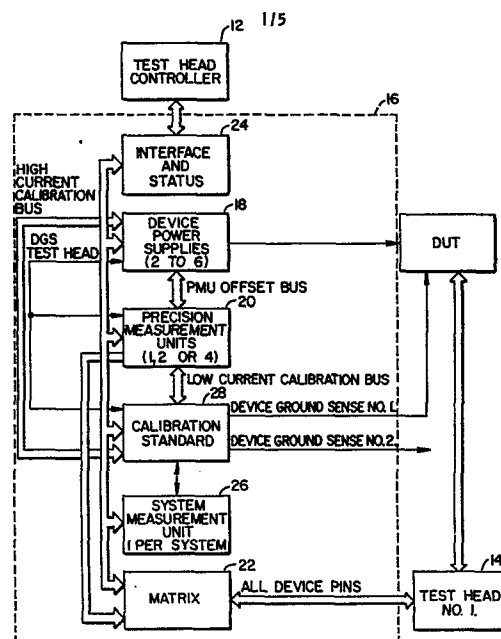 1/5
12
TEST HEAD
CONTROLLER
16
24
INTERFACE
AND
STATUS
HIGH
CURRENT
CALIBRATION
BUS
18
DEVICE
POWER
SUPPLIES
(2 TO 6)
DUT
DGS
TEST HEAD
PMU OFFSET BUS
20
PRECISION
MEASUREMENT
UNITS
(1, 2 OR 4)
LOW CURRENT CALIBRATION BUS
28
CALIBRATION
STANDARD
DEVICE GROUND SENSE NO. 1.
DEVICE GROUND SENSE NO. 2.
26
SYSTEM
MEASUREMENT
UNIT
1 PER SYSTEM
22
MATRIX
ALL DEVICE PINS
14
TEST HEAD
NO. 1.